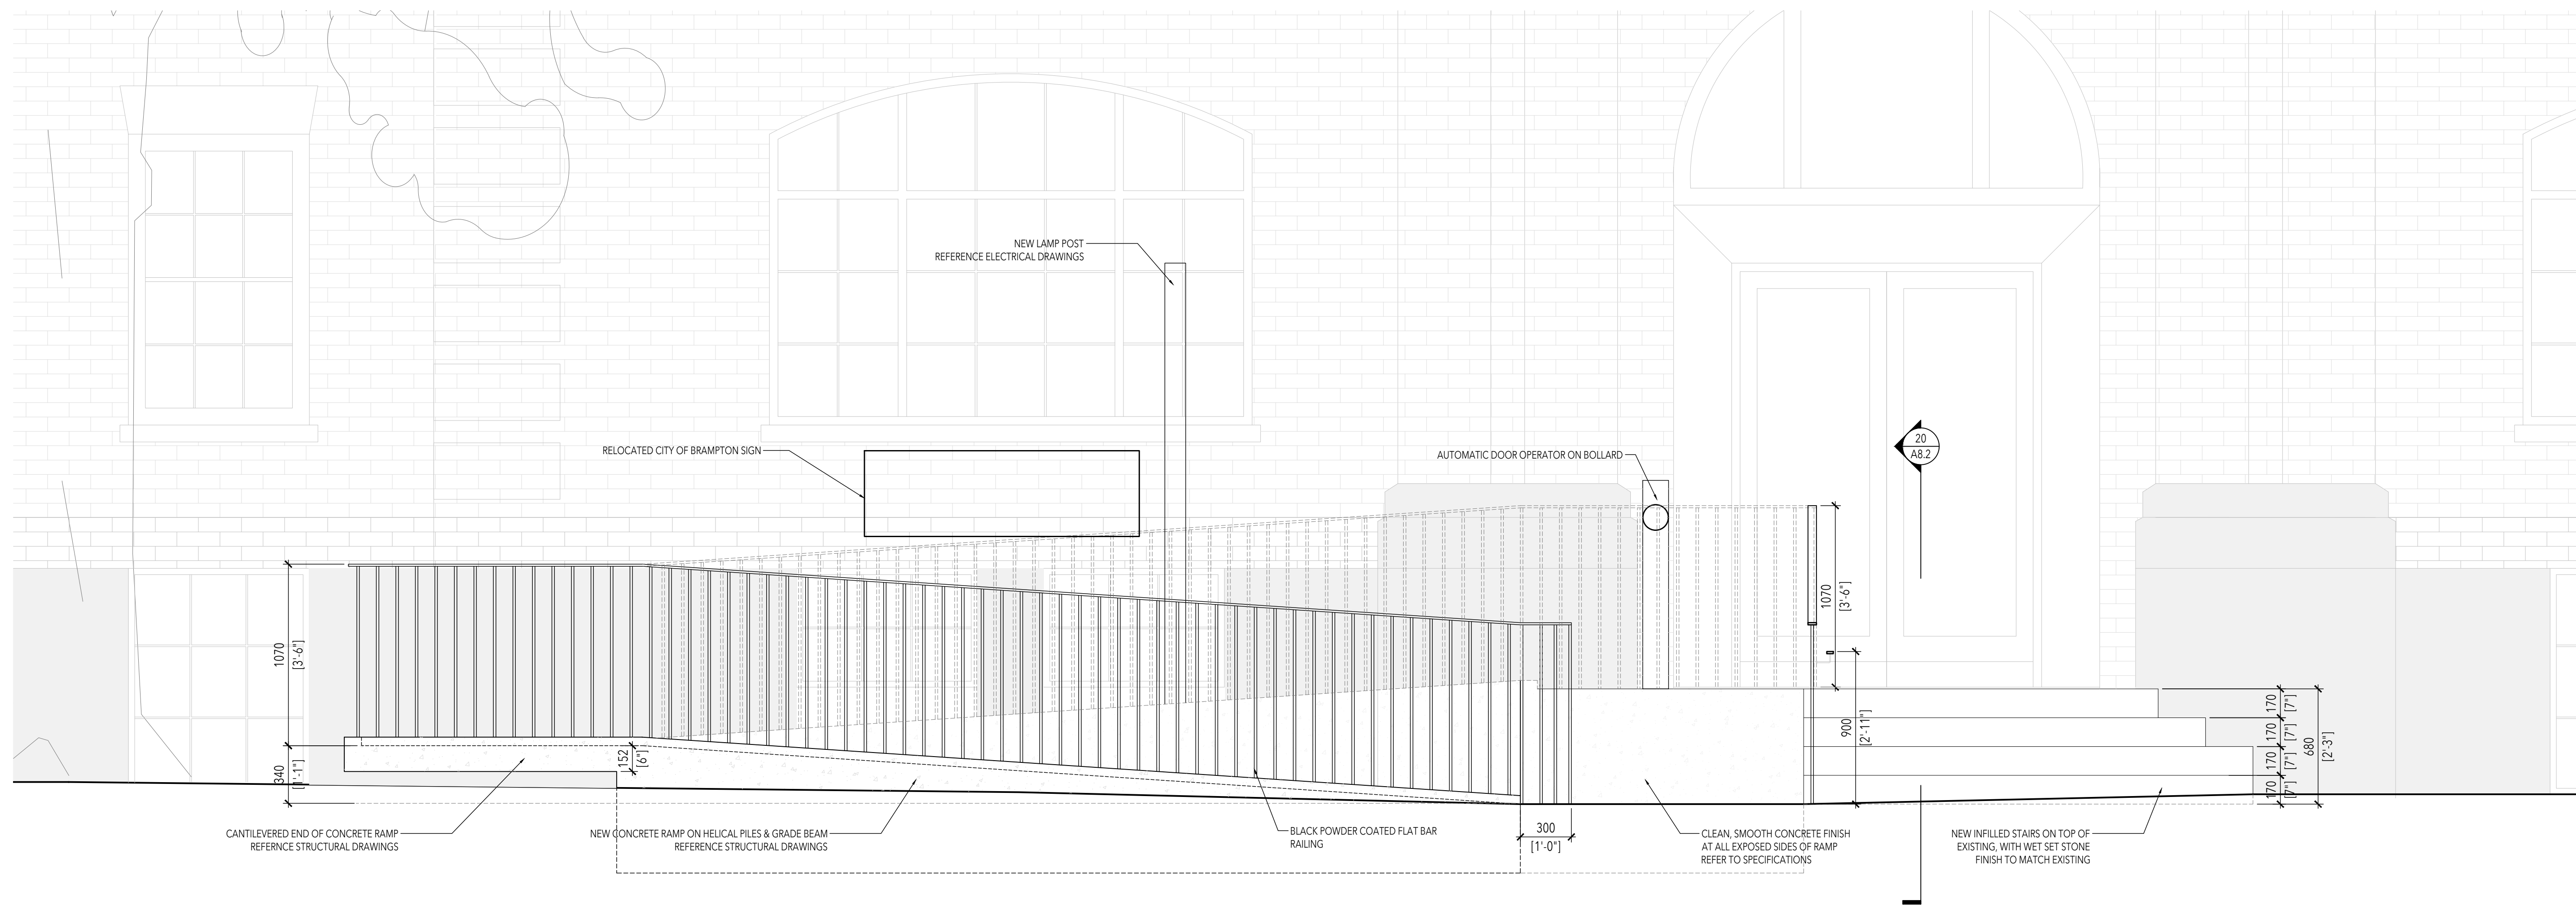 NEW LAMP POST
REFERENCE ELECTRICAL DRAWINGS
RELOCATED CITY OF BRAMPTON SIGN
AUTOMATIC DOOR OPERATOR ON BOLLARD
20
A8.2
1070
[3'-6"]
340
[1'-1"]
152
[6"]
1070
[3'-6"]
900
[2'-11"]
170
[7"]
170
[7"]
170
[7"]
170
[7"]
680
[2'-3"]
CANTILEVERED END OF CONCRETE RAMP
REFERNCE STRUCTURAL DRAWINGS
NEW CONCRETE RAMP ON HELICAL PILES & GRADE BEAM
REFERENCE STRUCTURAL DRAWINGS
BLACK POWDER COATED FLAT BAR
RAILING
300
[1'-0"]
CLEAN, SMOOTH CONCRETE FINISH
AT ALL EXPOSED SIDES OF RAMP
REFER TO SPECIFICATIONS
NEW INFILLED STAIRS ON TOP OF
EXISTING, WITH WET SET STONE
FINISH TO MATCH EXISTING